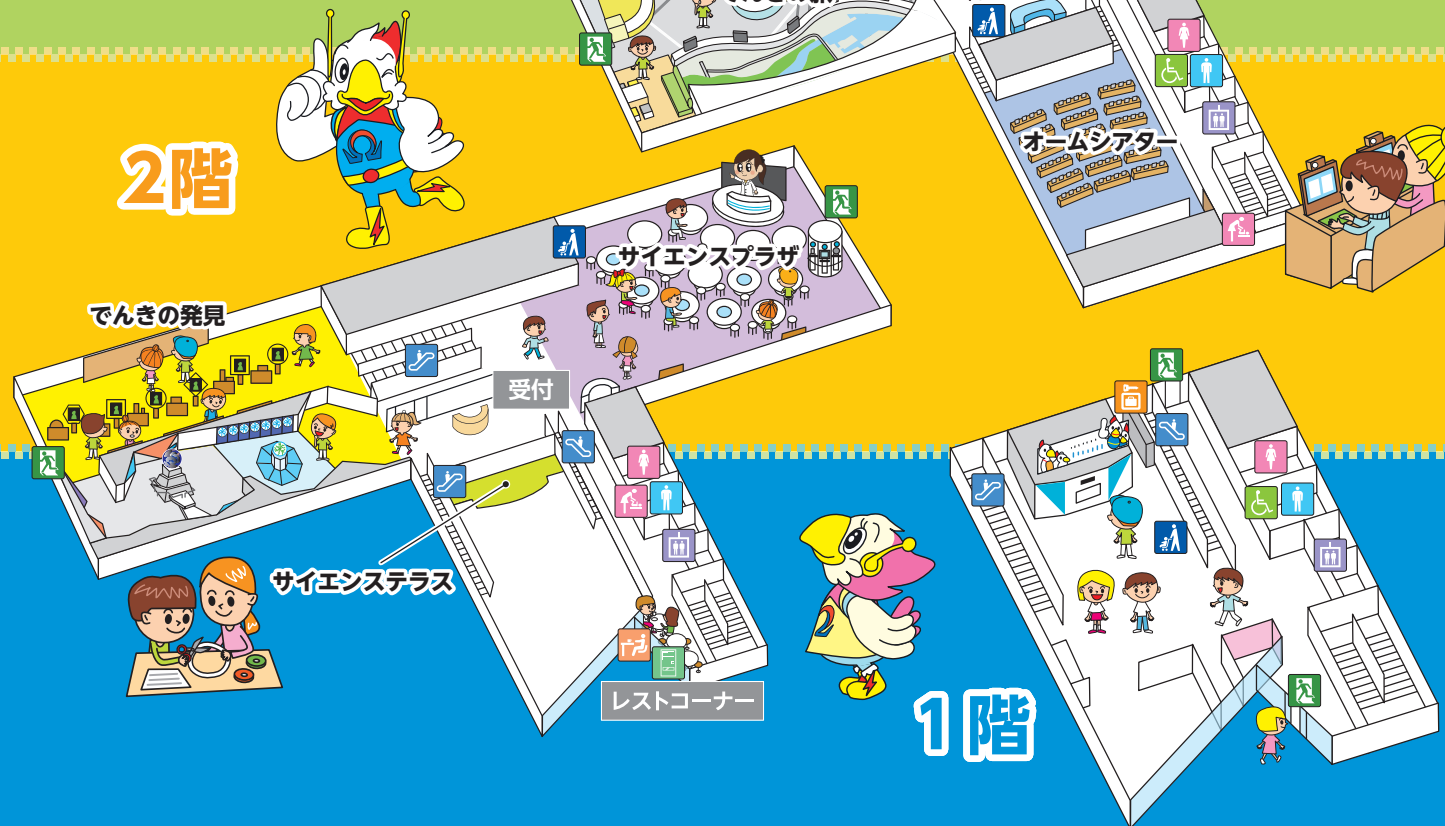 オームシアター
2階
サイエンスプラザ
でんきの発見
受付
サイエンステラス
レストコーナー
1階